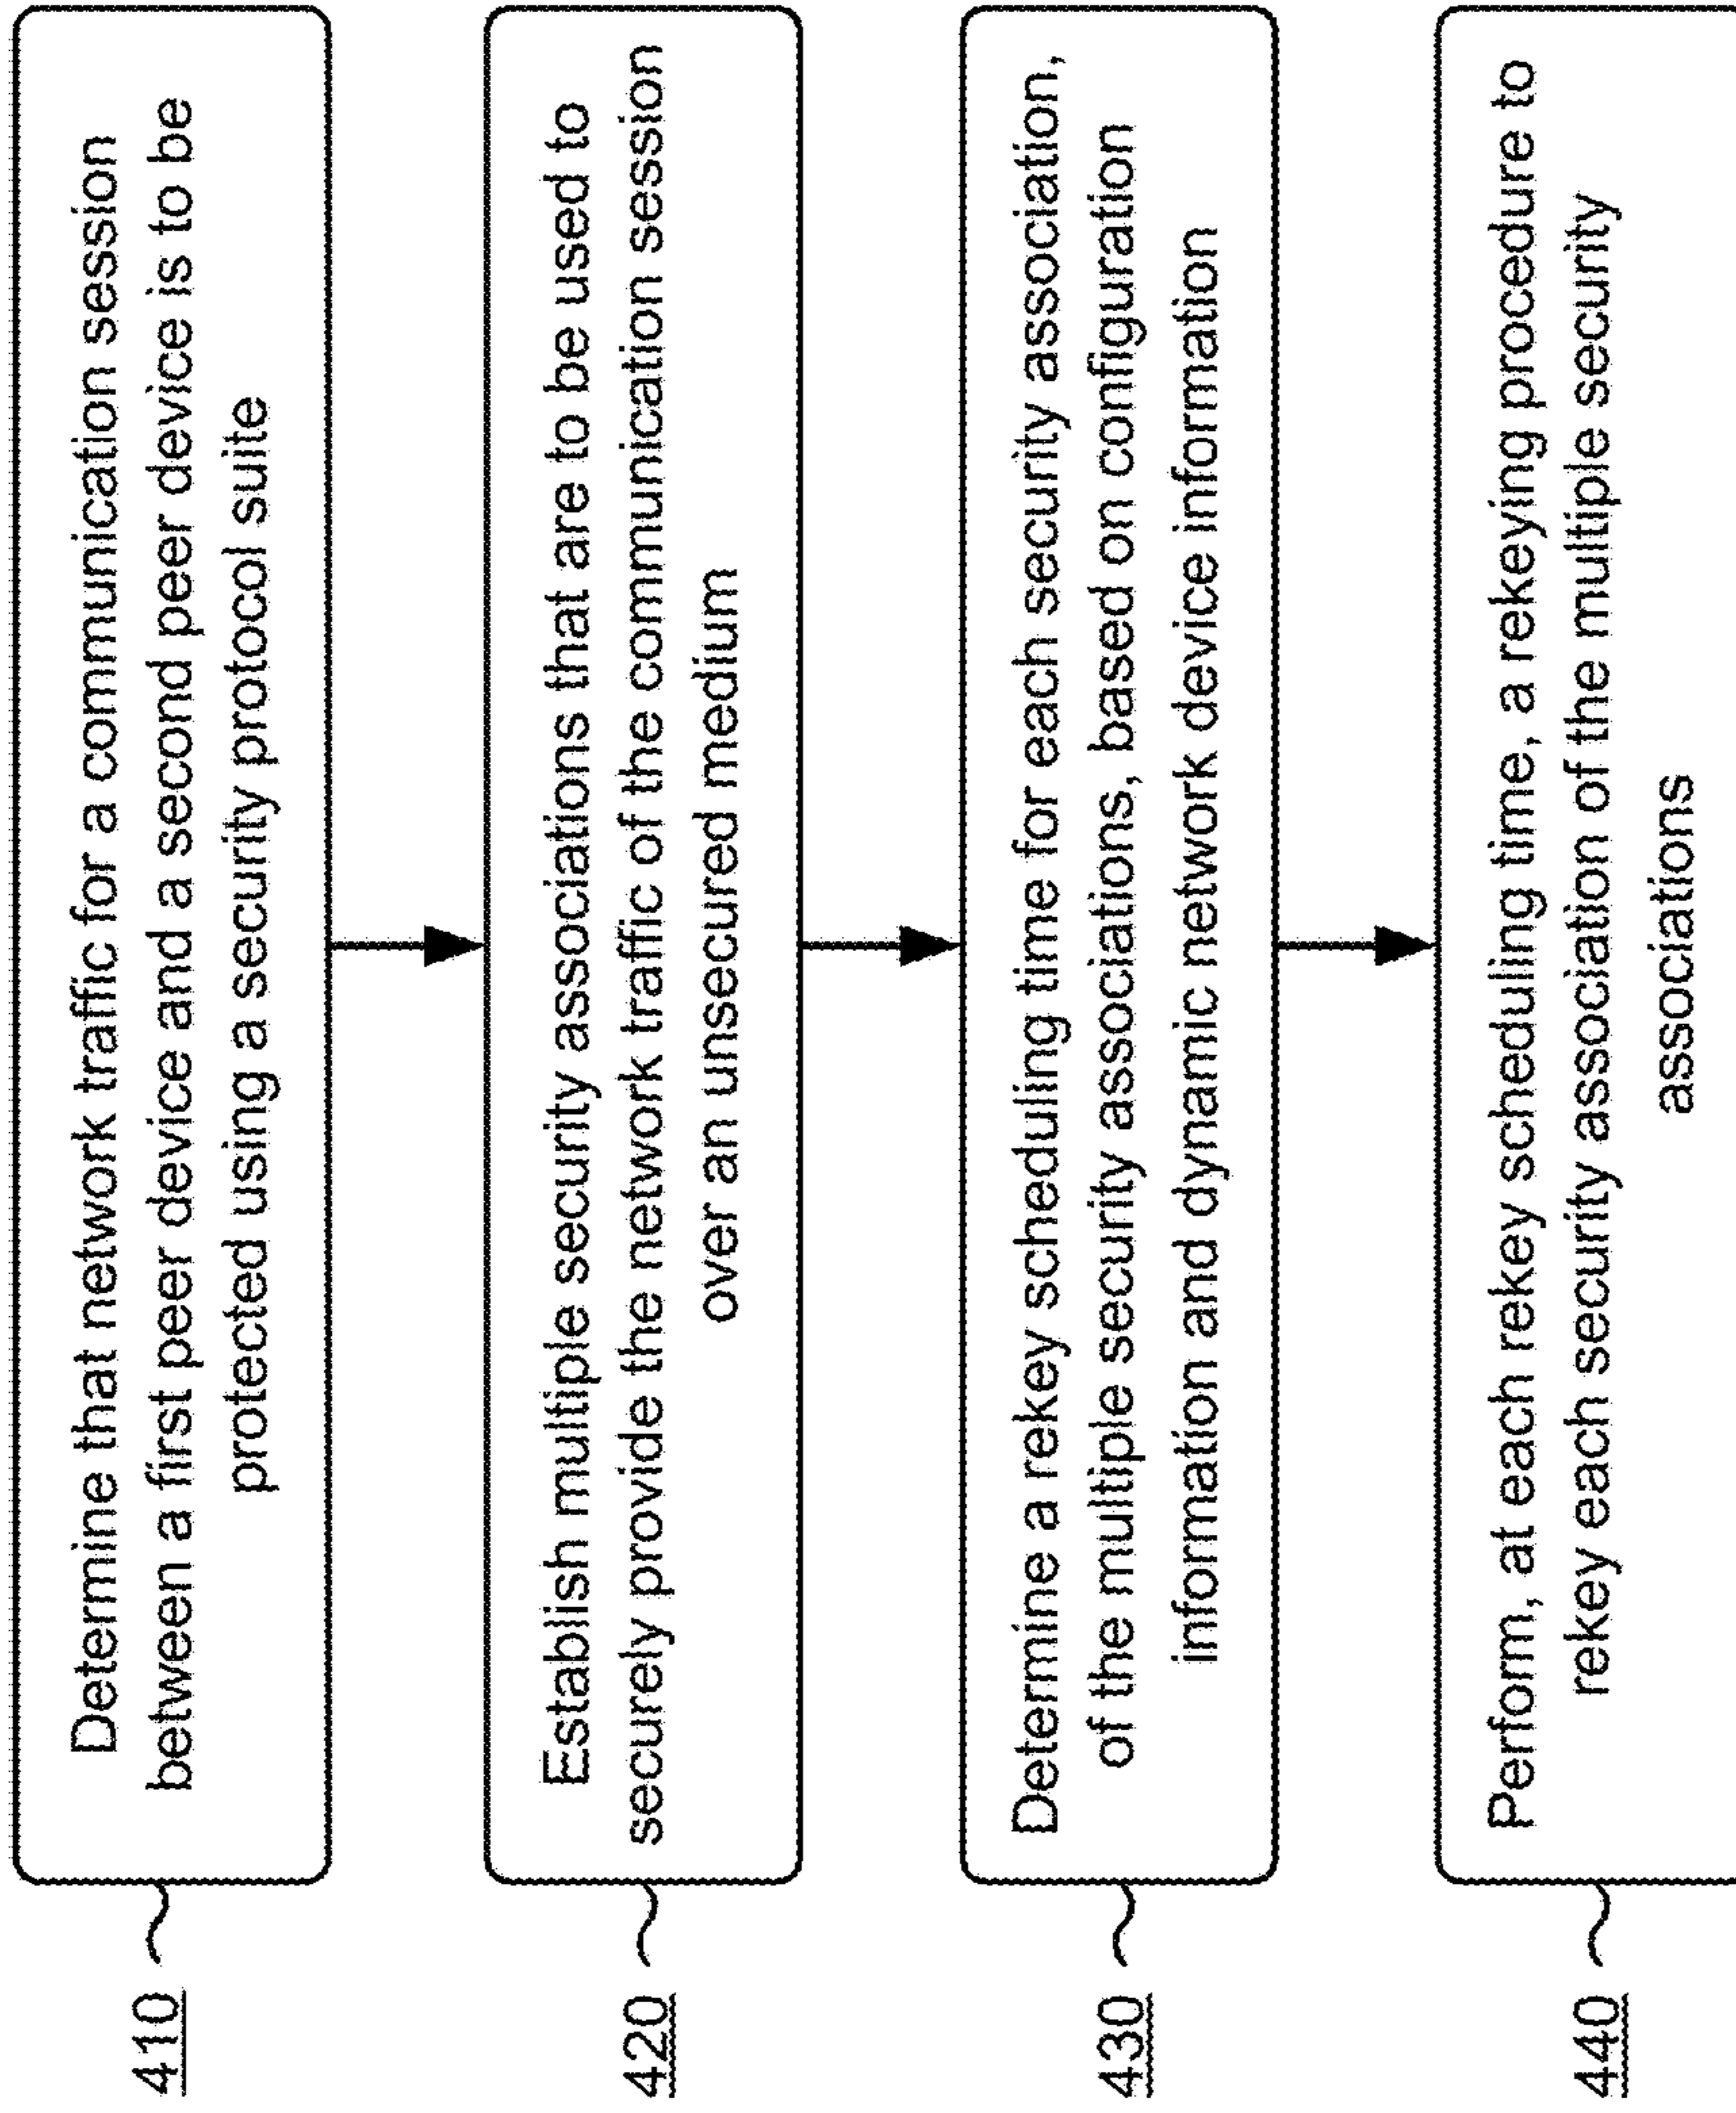 410
Determine that network traffic for a communication session
between a first peer device and a second peer device is to be
protected using a security protocol suite
420
Establish multiple security associations that are to be used to
securely provide the network traffic of the communication session
over an unsecured medium
430
Determine a rekey scheduling time for each security association,
of the multiple security associations, based on configuration
information and dynamic network device information
440
Perform, at each rekey scheduling time, a rekeying procedure to
rekey each security association of the multiple security
associations